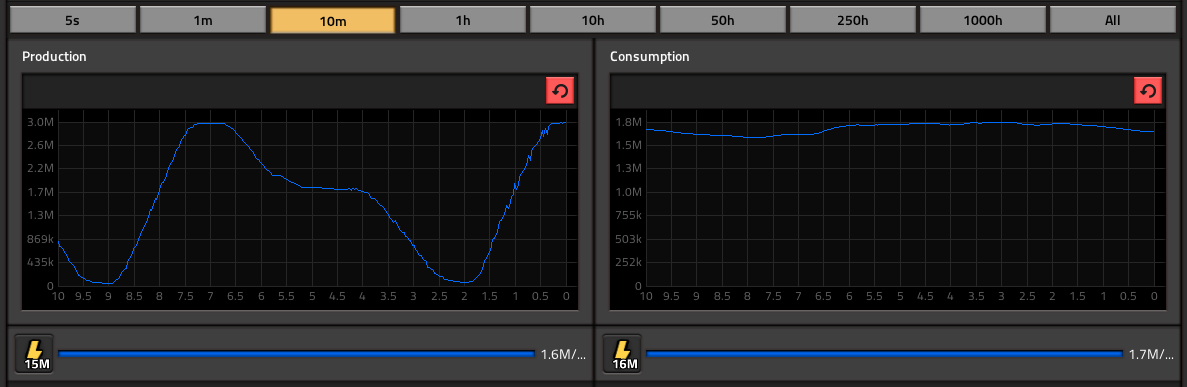 5s 1m 10m 1h 10h 50h 250h 1000h All
Production
3.0M
2.6M
2.2M
1.7M
1.3M
869k
435k
0
10 9.5 9 8.5 8 7.5 7 6.5 6 5.5 5 4.5 4 3.5 3 2.5 2 1.5 1 0.5 0
15M 1.6M/...
Consumption
1.8M
1.5M
1.3M
1.0M
755k
503k
252k
0
10 9.5 9 8.5 8 7.5 7 6.5 6 5.5 5 4.5 4 3.5 3 2.5 2 1.5 1 0.5 0
16M 1.7M/...